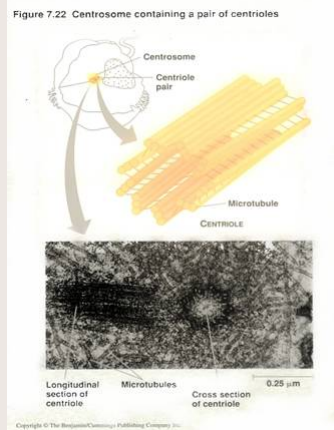 Figure 7.22 Centrosome containing a pair of centrioles
Centrosome
Centriole
pair
Microtubule
CENTRIOLE
Longitudinal
section of
centriole
Microtubules
Cross section
of centriole
0.25 µm
Copyright © The Benjamin/Cummings Publishing Company Inc.